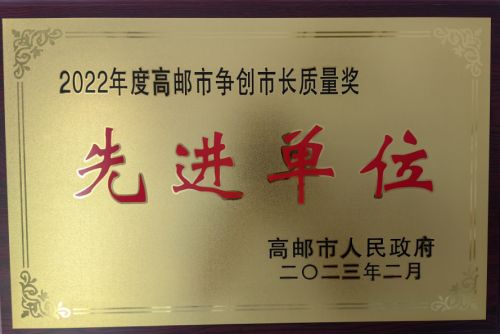 2022年度高邮市争创市长质量奖
先进单位
高邮市人民政府
二〇二三年二月